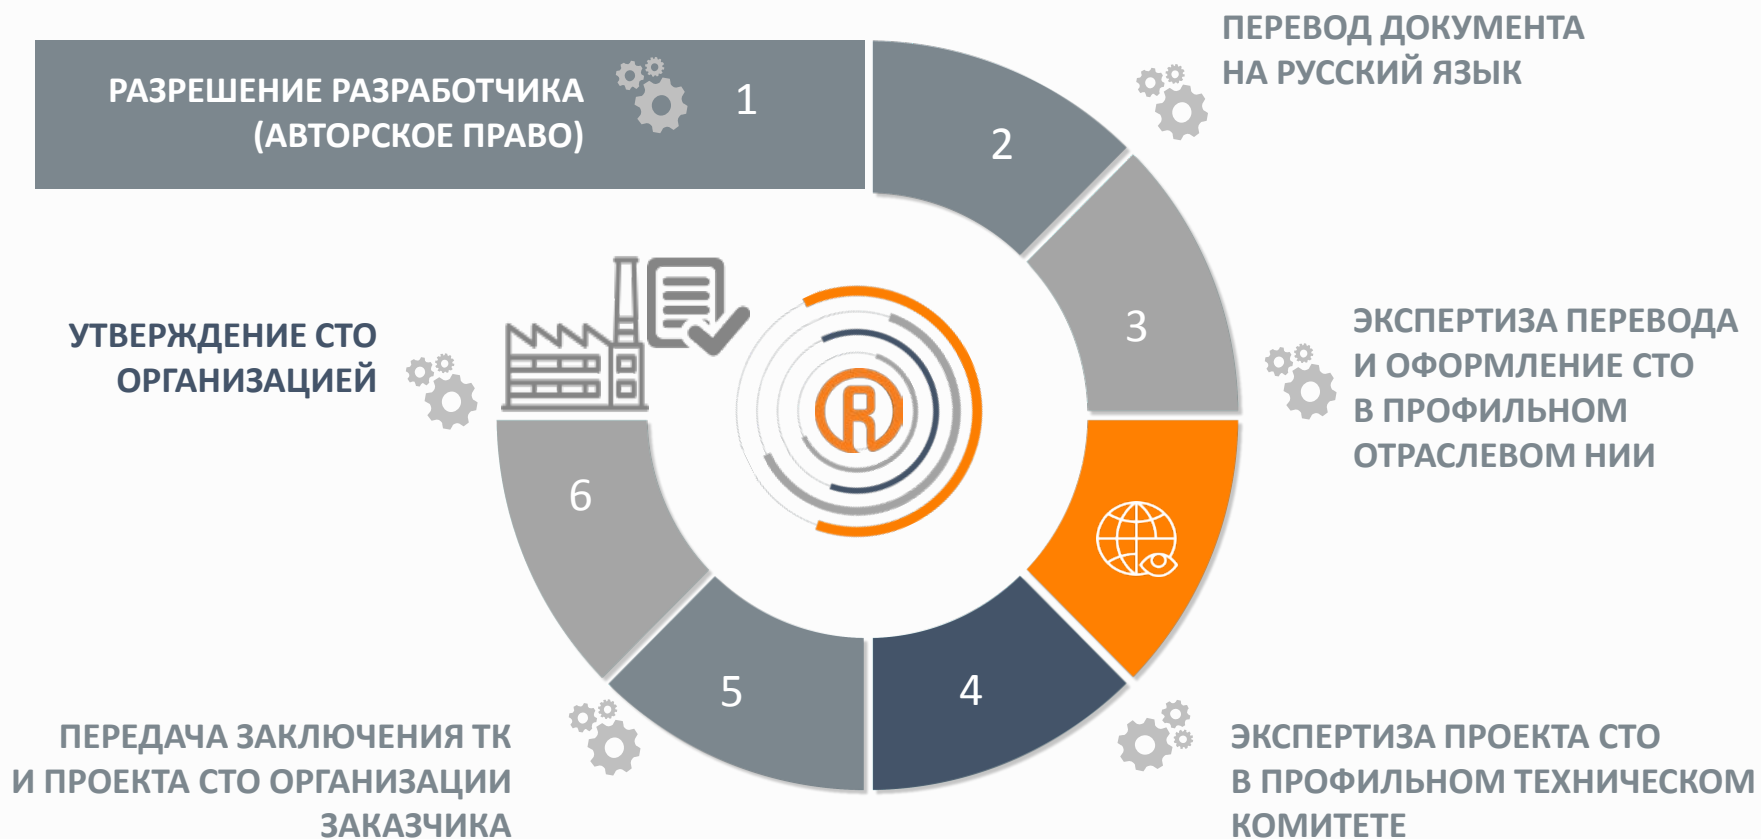 РАЗРЕШЕНИЕ РАЗРАБОТЧИКА
(АВТОРСКОЕ ПРАВО)
1
ПЕРЕВОД ДОКУМЕНТА
НА РУССКИЙ ЯЗЫК
2
3
ЭКСПЕРТИЗА ПЕРЕВОДА
И ОФОРМЛЕНИЕ СТО
В ПРОФИЛЬНОМ
ОТРАСЛЕВОМ НИИ
4
ЭКСПЕРТИЗА ПРОЕКТА СТО
В ПРОФИЛЬНОМ ТЕХНИЧЕСКОМ
КОМИТЕТЕ
5
ПЕРЕДАЧА ЗАКЛЮЧЕНИЯ ТК
И ПРОЕКТА СТО ОРГАНИЗАЦИИ
ЗАКАЗЧИКА
6
УТВЕРЖДЕНИЕ СТО
ОРГАНИЗАЦИЕЙ
R